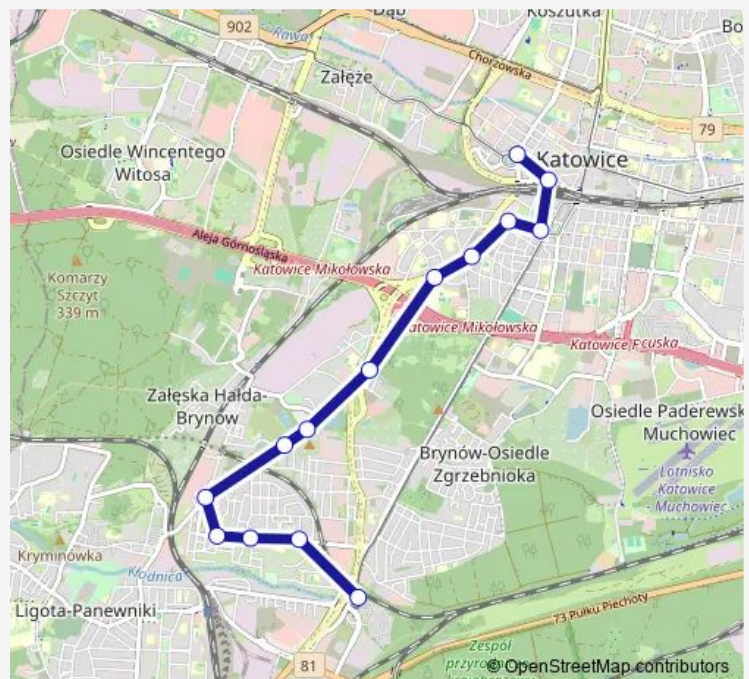 Dąb
Koszutka
902
Rawa
Bo
Załęże
Chorzowska
79
Osiedle Wincentego
Witosa
Katowice
Aleja Górnośląska
Katowice Mikołowska
Komarzy
Szczyt
339 m
atowice Mikołowska
Katowice F
cuska
Załęska Hałda-
Brynów
Osiedle Paderewsk
Muchowiec
Brynów-Osiedle
Zgrzebnioka
Lotnisko
Katowice
Muchowiec
Kryminówka
Kłodnica
Ligota-Panewniki
73 Pułku Piechoty
81
Zespół
© OpenStreetMap contributors